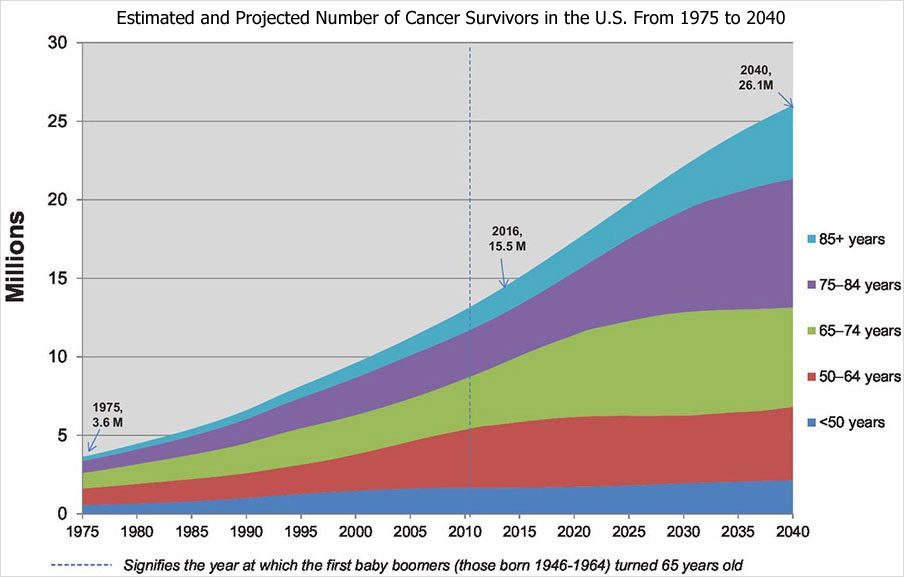 Estimated and Projected Number of Cancer Survivors in the U.S. From 1975 to 2040
Millions
30
25
20
15
10
5
0
1975,
3.6 M
2016,
15.5 M
2040,
26.1M
85+ years
75–84 years
65–74 years
50–64 years
<50 years
1975 1980 1985 1990 1995 2000 2005 2010 2015 2020 2025 2030 2035 2040
Signifies the year at which the first baby boomers (those born 1946-1964) turned 65 years old